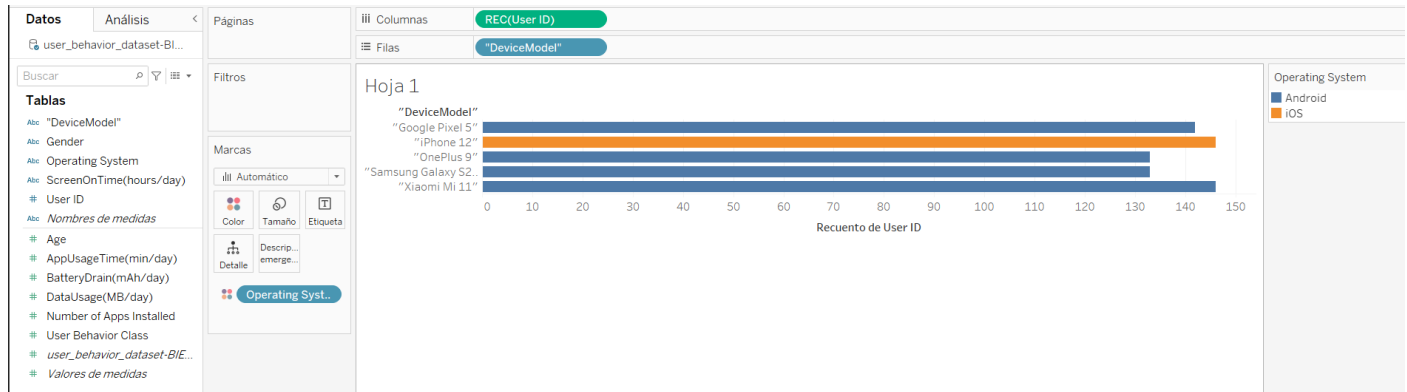 Datos
Análisis
user_behavior_dataset-BI...
Buscar
Tablas
Abc "DeviceModel"
Abc Gender
Abc Operating System
Abc ScreenOnTime(hours/day)
# User ID
Abc Nombres de medidas
# Age
# AppUsageTime(min/day)
# BatteryDrain(mAh/day)
# DataUsage(MB/day)
# Number of Apps Installed
# User Behavior Class
# user_behavior_dataset-BIE...
# Valores de medidas
Páginas
Filtros
Marcas
Automático
Color
Tamaño
T
Etiqueta
Detalle
Descrip...
emerge...
Operating Syst..
Columnas
REC(User ID)
Filas
"DeviceModel"
Hoja 1
"DeviceModel"
"Google Pixel 5"
"iPhone 12"
"OnePlus 9"
"Samsung Galaxy S2..
"Xiaomi Mi 11"
0 10 20 30 40 50 60 70 80 90 100 110 120 130 140 150
Recuento de User ID
Operating System
Android
iOS